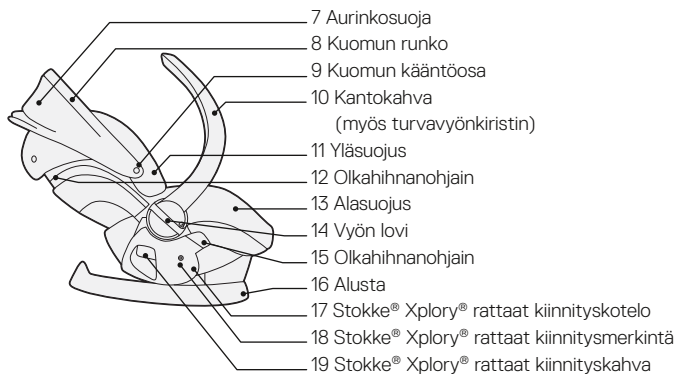 7 Aurinkosuoja
8 Kuomun runko
9 Kuomun kääntöosa
10 Kantokahva
(myös turvavyönkiristin)
11 Yläsuojus
12 Olkahihnanohjain
13 Alasuojus
14 Vyön lovi
15 Olkahihnanohjain
16 Alusta
17 Stokke® Xplory® rattaat kiinnityskotelo
18 Stokke® Xplory® rattaat kiinnitysmerkintä
19 Stokke® Xplory® rattaat kiinnityskahva